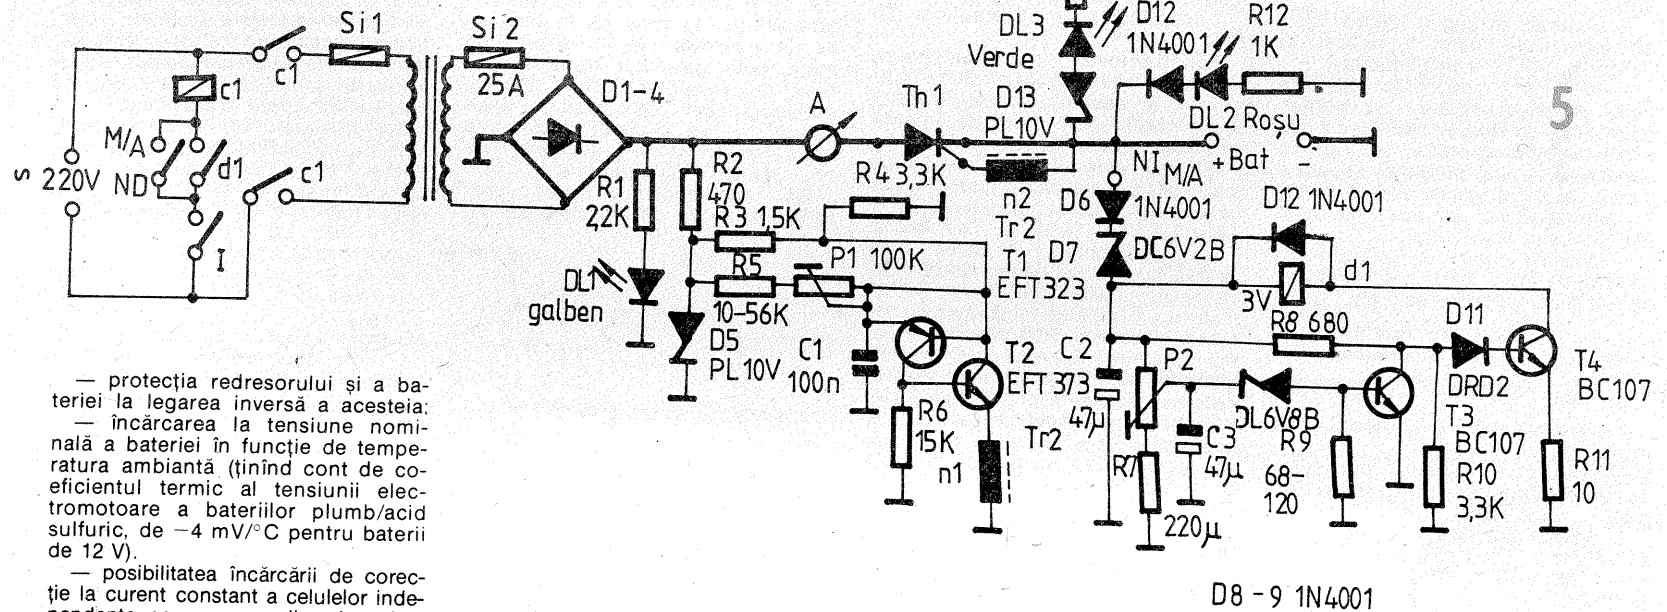 Si1
Si2
25A
D1-4
c1
c1
M/A
ND
d1
c1
I
S 220V
DL3
Verde
D12
1N4001
R12
1K
A
Th1
D13
PL10V
DL2 Roșu
5
NI
M/A
+Bat -
R1
2,2K
R2
470
R3 1,5K
R4 3,3K
n2
Tr2
D6
1N4001
D12 1N4001
DL1
galben
R5
10-56K
P1 100K
T1
EFT323
D7
DC6V2B
3V
d1
D5
PL10V
C1
100n
T2
EFT373
C2
47µ
P2
R8 680
D11
DRD2
T4
BC107
R6
15K
n1
Tr2
R7
220µ
C3
47µ
DL6V8B
R9
68-
120
T3
BC107
R10
3,3K
R11
10
D8-9 1N4001
— protecția redresorului și a ba-
teriei la legarea inversă a acesteia;
— încărcarea la tensiune nomi-
nală a bateriei în funcție de tempe-
ratura ambiantă (ținînd cont de co-
eficientul termic al tensiunii elec-
tromotoare a bateriilor plumb/acid
sulfuric, de —4 mV/°C pentru baterii
de 12 V).
— posibilitatea încărcării de corec-
ție la curent constant a celulelor inde-